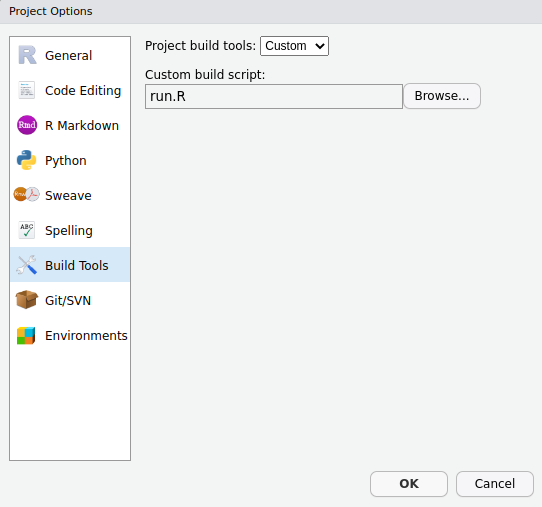 Project Options
General
Code Editing
R Markdown
Python
Sweave
Spelling
Build Tools
Git/SVN
Environments
Project build tools: Custom
Custom build script:
run.R
Browse...
OK
Cancel